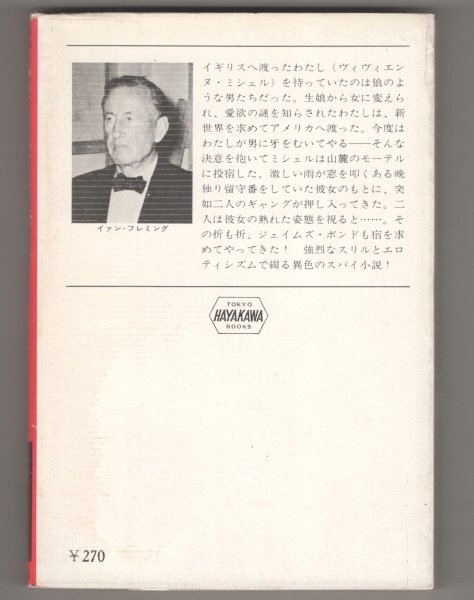 イギリスへ渡ったわたし（ヴィヴィエン
ヌ・ミシェル）を待っていたのは狼のよ
うな男たちだった。生娘から女に変えら
れ、愛欲の謎を知らされたわたしは、新
世界を求めてアメリカへ渡った。今度は
わたしが男に牙をむいてやる――そんな
決意を抱いてミシェルは山麓のモーテル
に投宿した。激しい雨が窓を叩くある晩
独り留守番をしていた彼女のもとに、突
如二人のギャングが押し入ってきた。二
人は彼女の熟れた姿態を視ると……。そ
の折も折、ジェイムズ・ボンドも宿を求
めてやってきた！　強烈なスリルとエロ
ティシズムで綴る異色のスパイ小説！
イァン・フレミング
TOKYO
HAYAKAWA
BOOKS
¥270